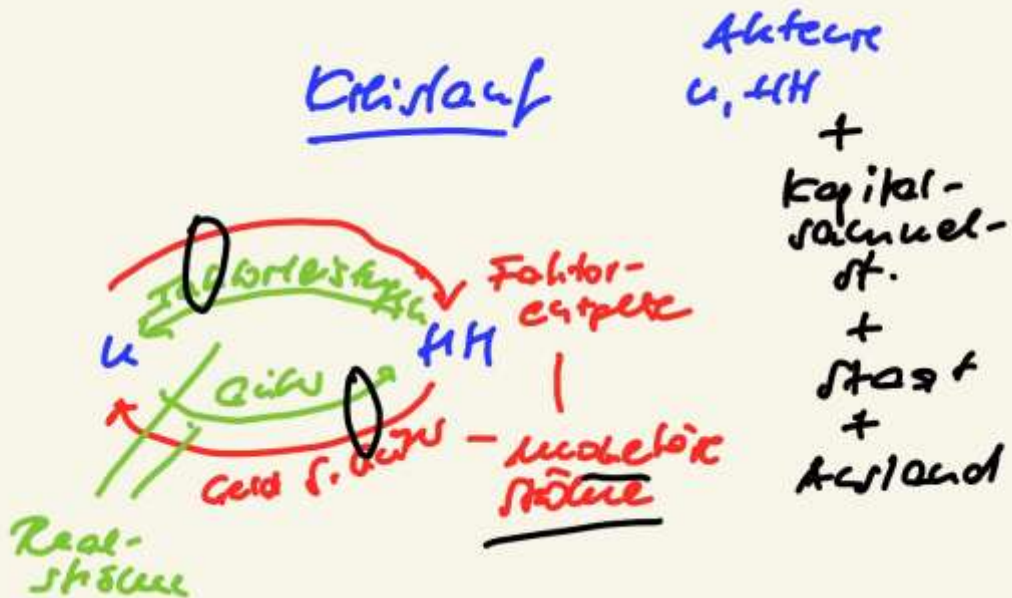 Kreislauf
Akteure
U, HH
+
Kapital-
sammel-
st.
+
Staat
+
Ausland
Faktorleistungen
Faktor-
entgelte
U
HH
Güter
Geld f. Güter – monetäre
Ströme
Real-
ströme